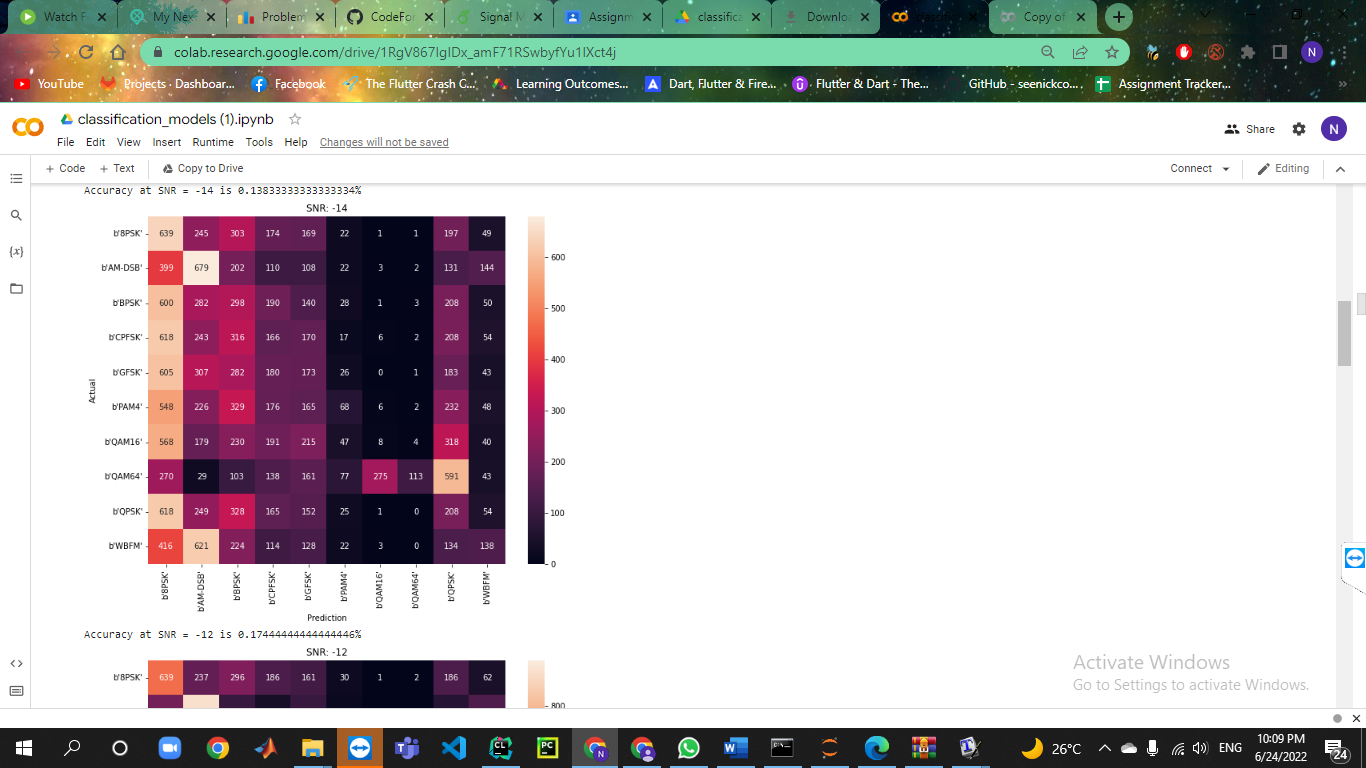 Watch F
My Nex
Problem
CodeFor
Signal M
Assignm
classifica
Downloa
Copy of
colab.research.google.com/drive/1RgV867IgIDx_amF71RSwbyfYu1IXct4j
N
YouTube
Projects · Dashboar...
Facebook
The Flutter Crash C...
Learning Outcomes...
Dart, Flutter & Fire...
Flutter & Dart - The...
GitHub - seenickco...
Assignment Tracker...
»
classification_models (1).ipynb
File Edit View Insert Runtime Tools Help Changes will not be saved
Share
N
+ Code + Text Copy to Drive
Connect
Editing
{x}
<>
Accuracy at SNR = -14 is 0.13833333333333334%
SNR: -14
b'8PSK' 639 245 303 174 169 22 1 1 197 49
b'AM-DSB' 399 679 202 110 108 22 3 2 131 144
b'BPSK' 600 282 298 190 140 28 1 3 208 50
b'CPFSK' 618 243 316 166 170 17 6 2 208 54
b'GFSK' 605 307 282 180 173 26 0 1 183 43
b'PAM4' 548 226 329 176 165 68 6 2 232 48
b'QAM16' 568 179 230 191 215 47 8 4 318 40
b'QAM64' 270 29 103 138 161 77 275 113 591 43
b'QPSK' 618 249 328 165 152 25 1 0 208 54
b'WBFM' 416 621 224 114 128 22 3 0 134 138
Actual
b'8PSK' b'AM-DSB' b'BPSK' b'CPFSK' b'GFSK' b'PAM4' b'QAM16' b'QAM64' b'QPSK' b'WBFM'
Prediction
600
500
400
300
200
100
0
Accuracy at SNR = -12 is 0.17444444444444446%
SNR: -12
b'8PSK' 639 237 296 186 161 30 1 2 186 62
800
Activate Windows
Go to Settings to activate Windows.
CL
PC
N
W
26°C
ENG
10:09 PM
6/24/2022
24